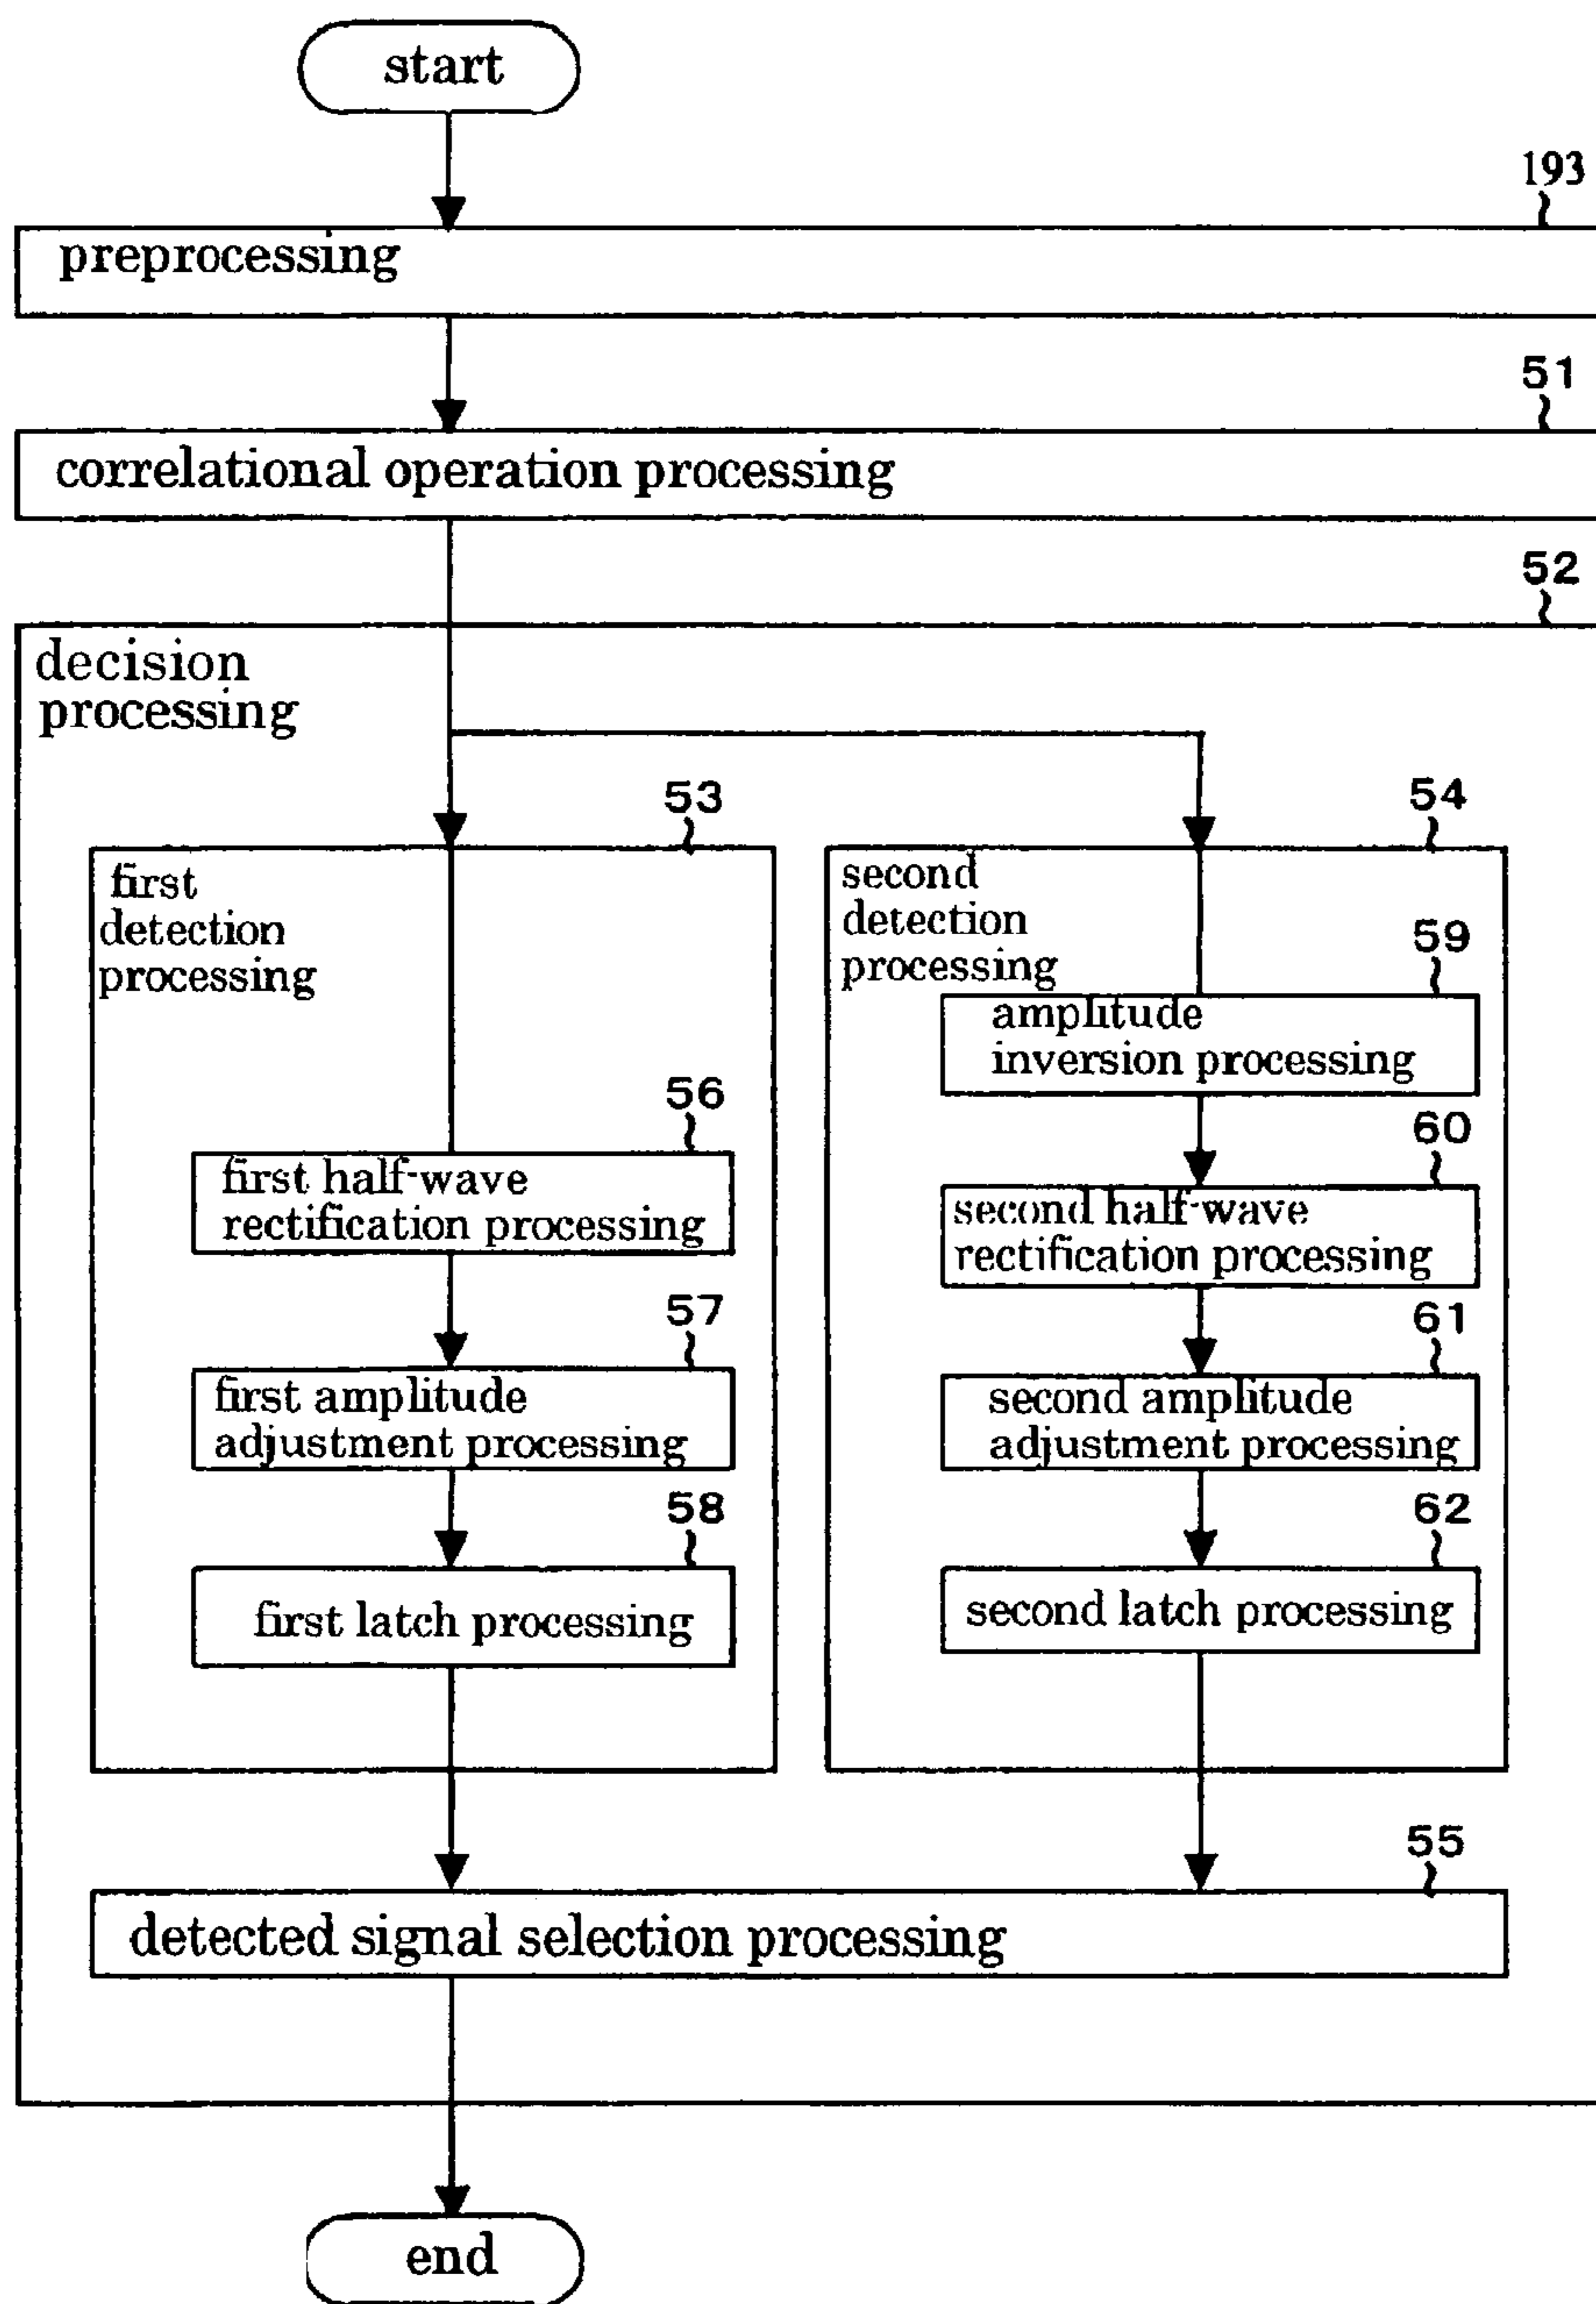 start
193
preprocessing
51
correlational operation processing
52
decision
processing
53
first
detection
processing
56
first half-wave
rectification processing
57
first amplitude
adjustment processing
58
first latch processing
54
second
detection
processing
59
amplitude
inversion processing
60
second half-wave
rectification processing
61
second amplitude
adjustment processing
62
second latch processing
55
detected signal selection processing
end